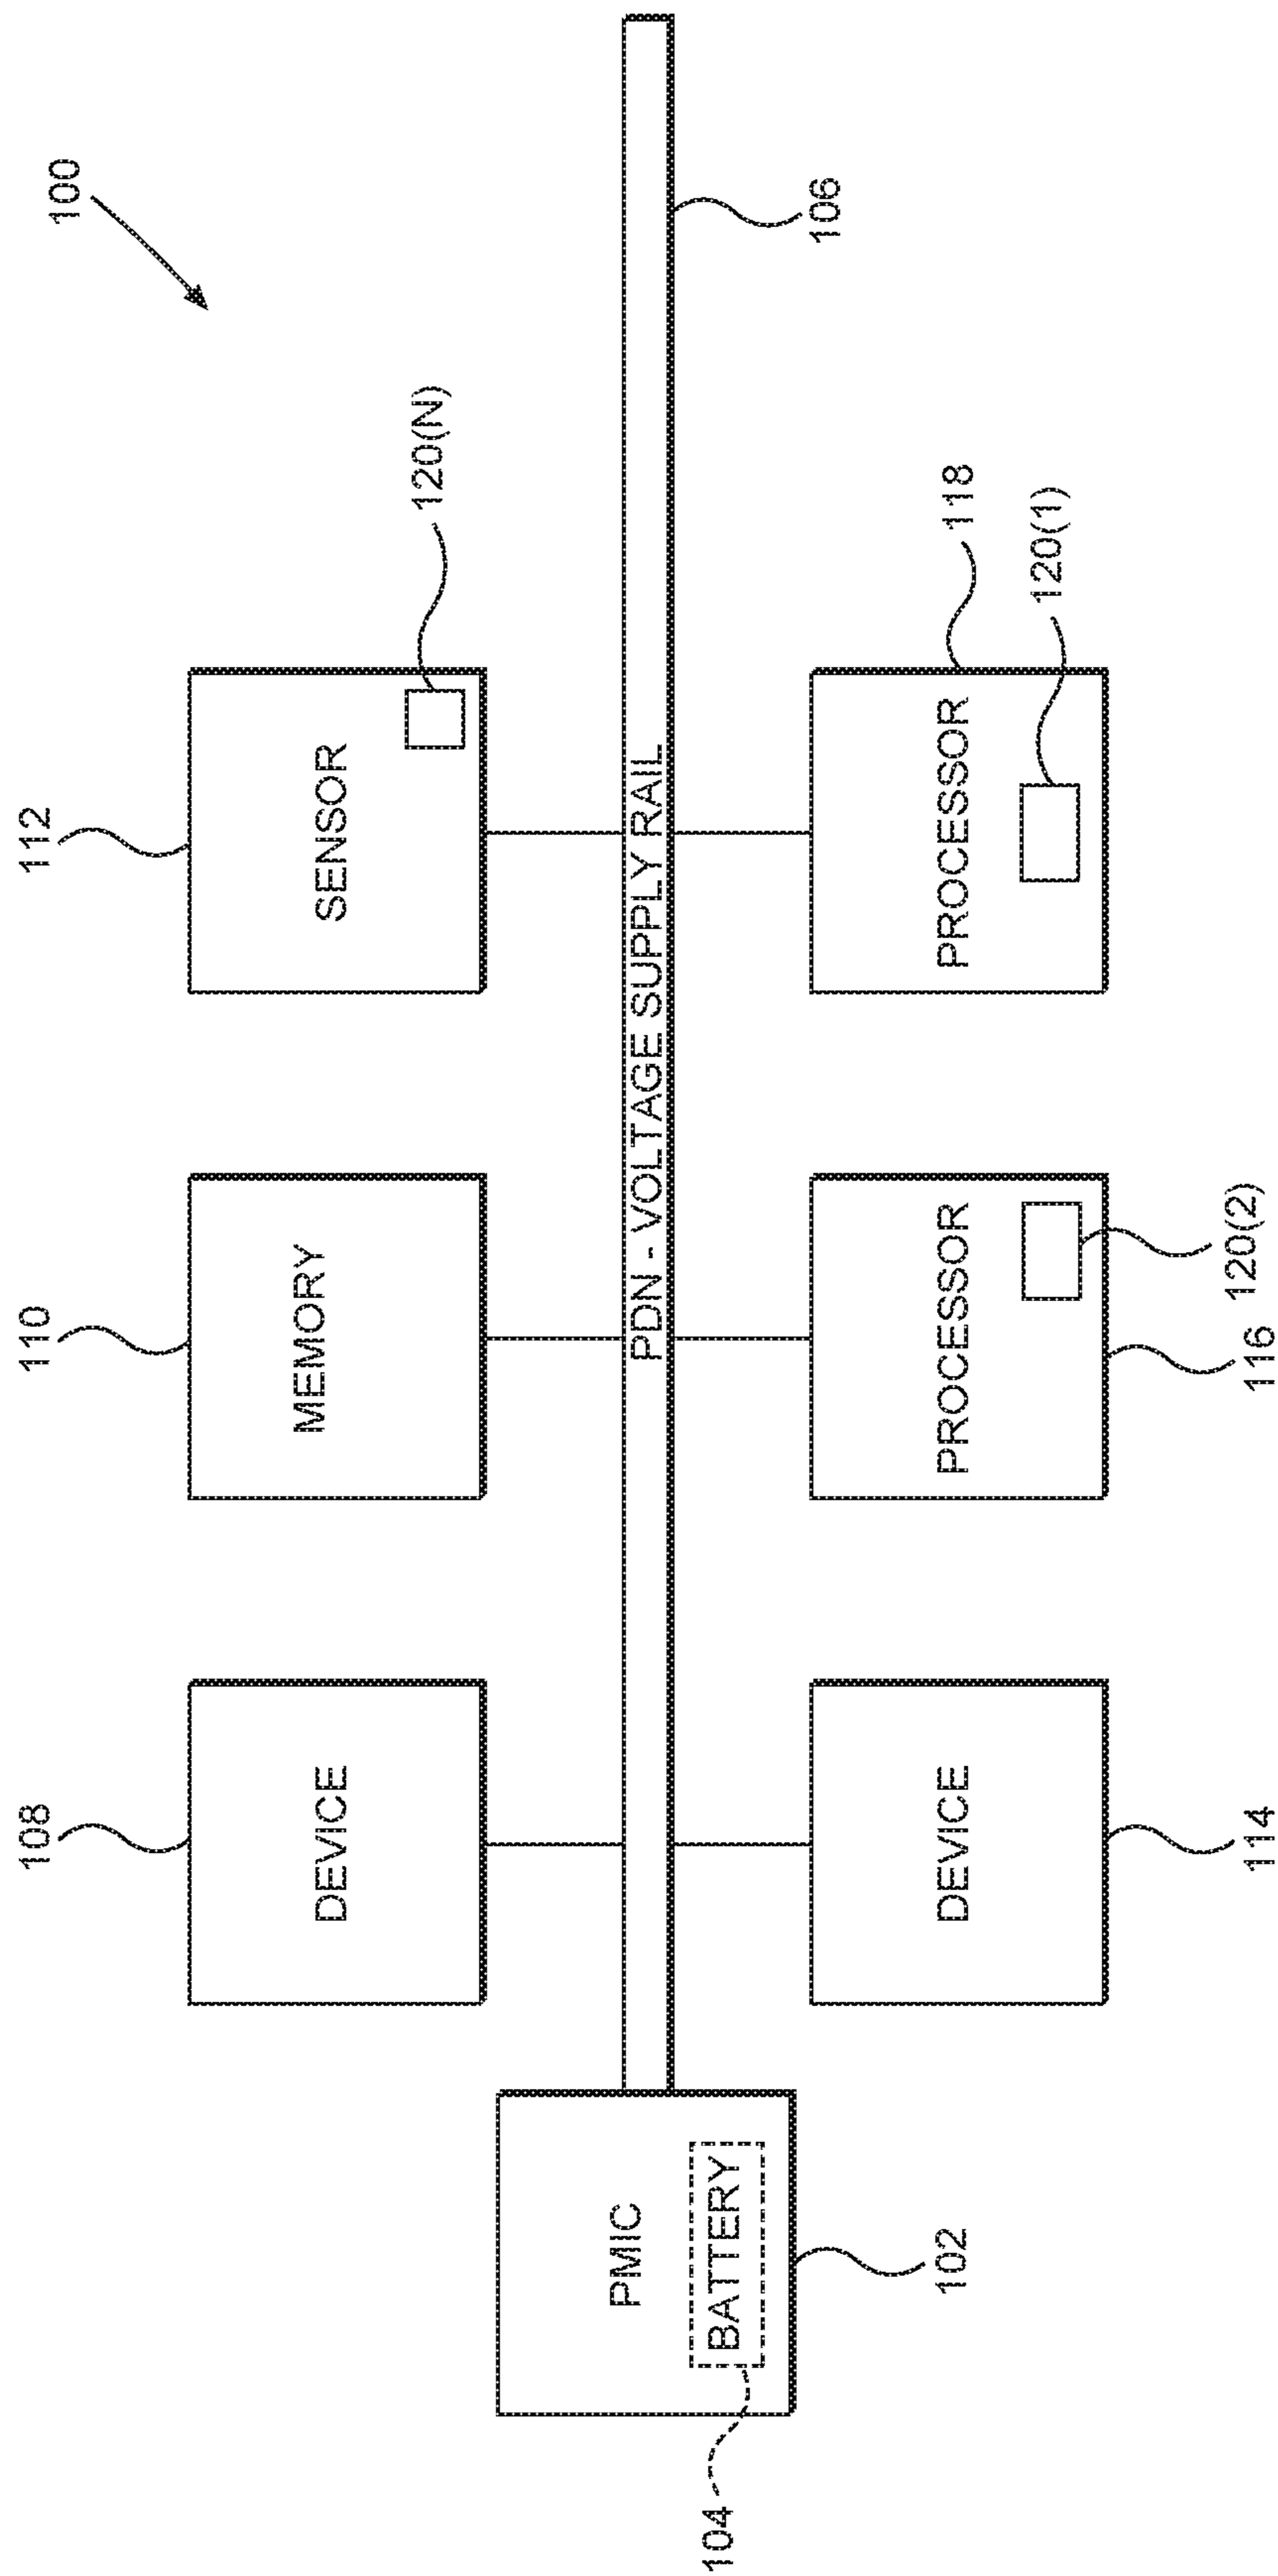 100
112
110
108
SENSOR
MEMORY
DEVICE
120(N)
PMIC
BATTERY
104
PDN - VOLTAGE SUPPLY RAIL
106
102
PROCESSOR
118
120(1)
PROCESSOR
120(2)
116
DEVICE
114